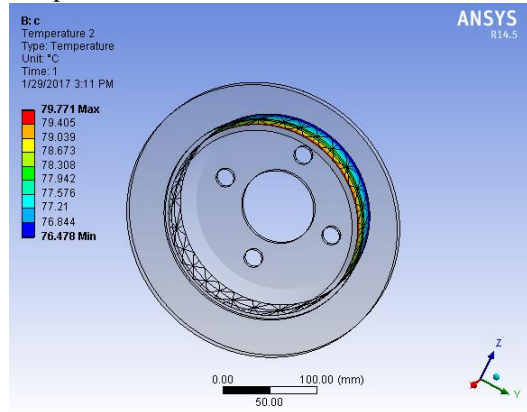 B: c
Temperature 2
Type: Temperature
Unit: °C
Time: 1
1/29/2017 3:11 PM
ANSYS
R14.5
79.771 Max
79.405
79.039
78.673
78.308
77.942
77.576
77.21
76.844
76.478 Min
0.00 100.00 (mm)
50.00
Z
Y